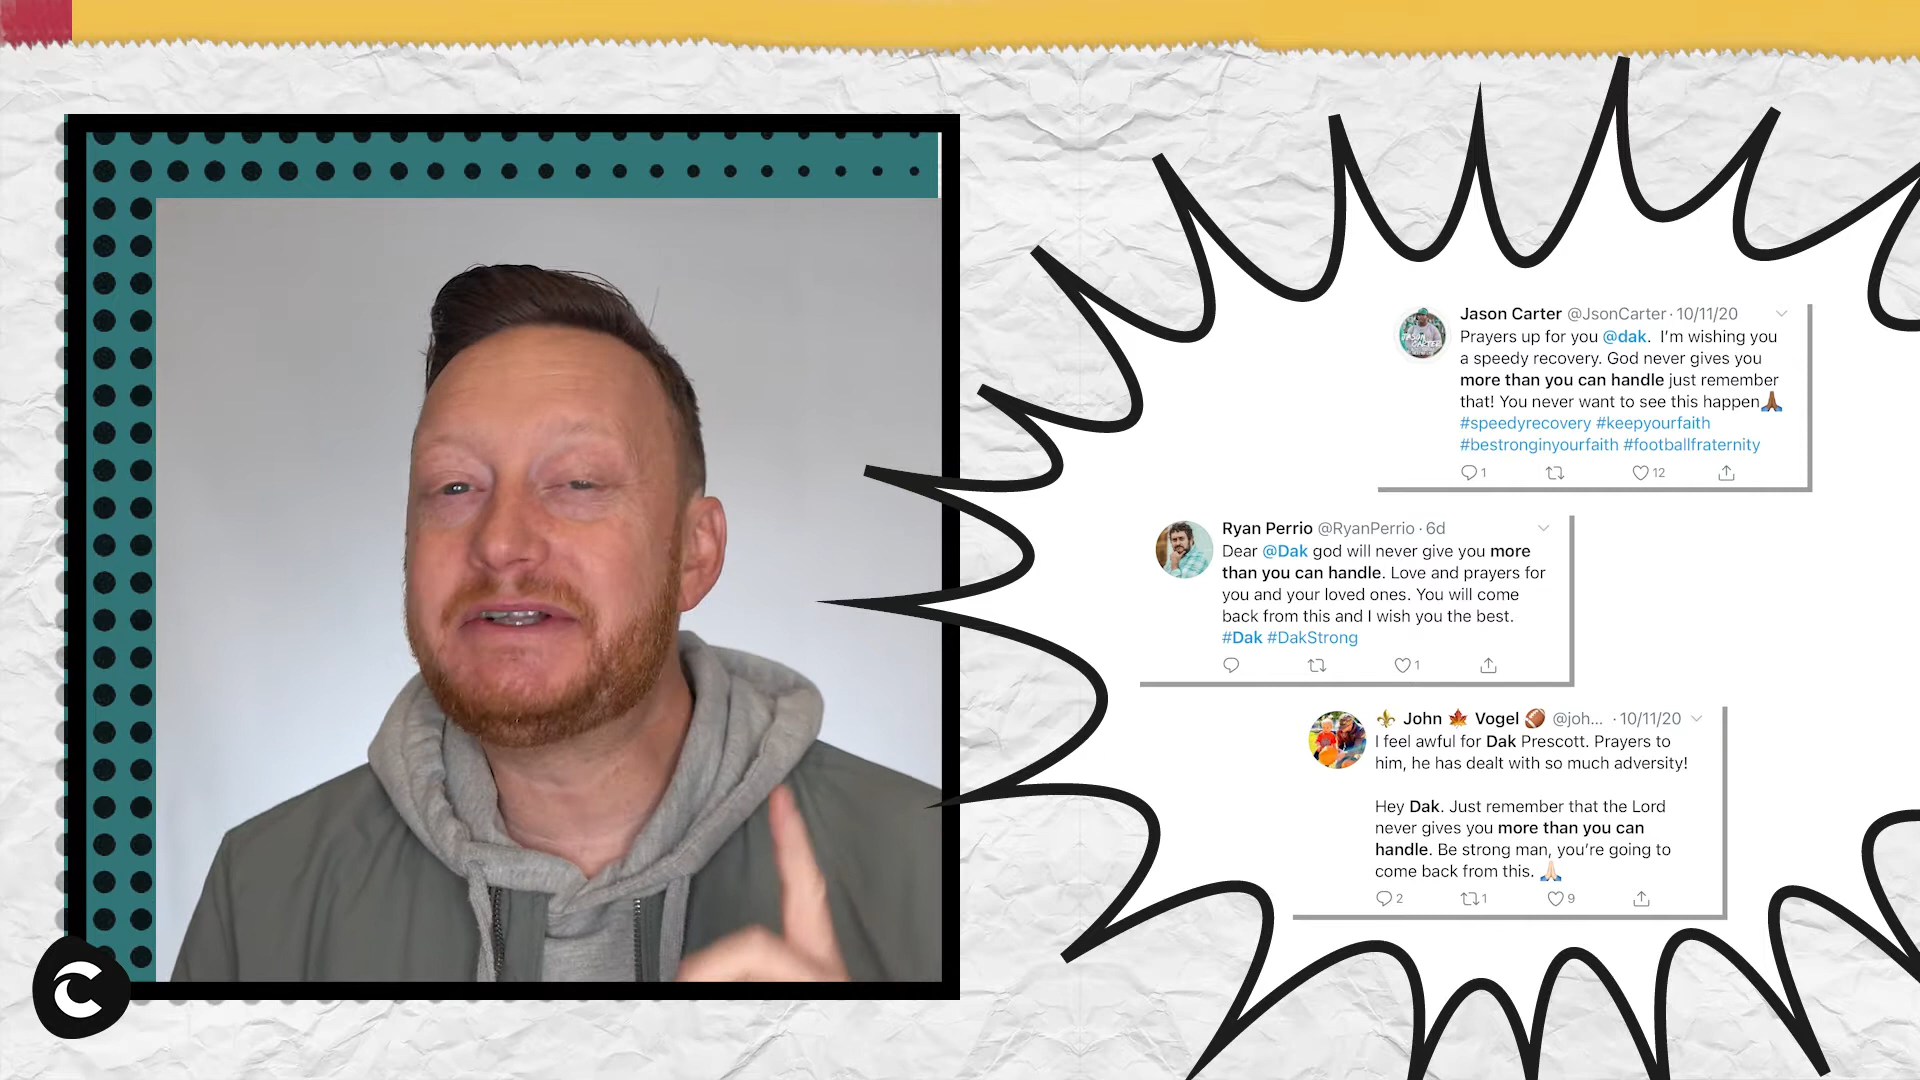 Jason Carter @JsonCarter · 10/11/20
Prayers up for you @dak. I'm wishing you
a speedy recovery. God never gives you
more than you can handle just remember
that! You never want to see this happen🙏🏾
#speedyrecovery #keepyourfaith
#bestronginyourfaith #footballfraternity
1 12
Ryan Perrio @RyanPerrio · 6d
Dear @Dak god will never give you more
than you can handle. Love and prayers for
you and your loved ones. You will come
back from this and I wish you the best.
#Dak #DakStrong
1
⚜️ John 🍁 Vogel 🏈 @joh... · 10/11/20
I feel awful for Dak Prescott. Prayers to
him, he has dealt with so much adversity!
Hey Dak. Just remember that the Lord
never gives you more than you can
handle. Be strong man, you're going to
come back from this. 🙏🏻
2 1 9